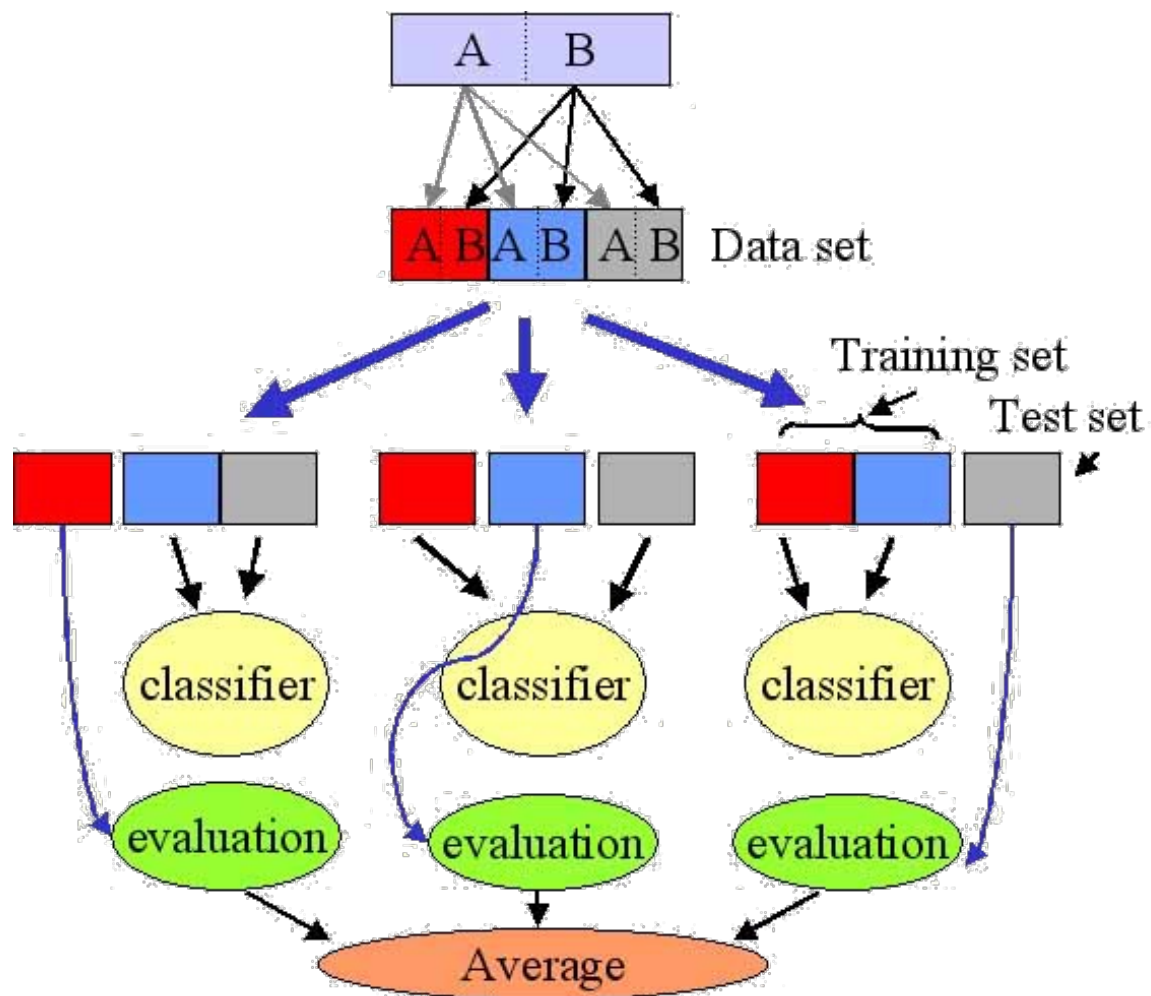 A B
A B A B A B Data set
Training set
Test set
classifier classifier classifier
evaluation evaluation evaluation
Average